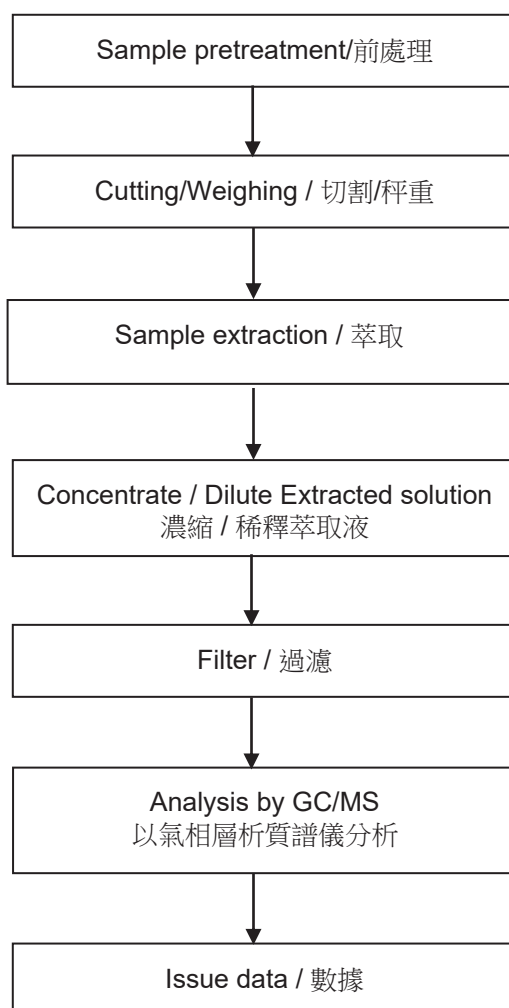 Sample pretreatment/前處理
Cutting/Weighing / 切割/秤重
Sample extraction / 萃取
Concentrate / Dilute Extracted solution
濃縮 / 稀釋萃取液
Filter / 過濾
Analysis by GC/MS
以氣相層析質譜儀分析
Issue data / 數據